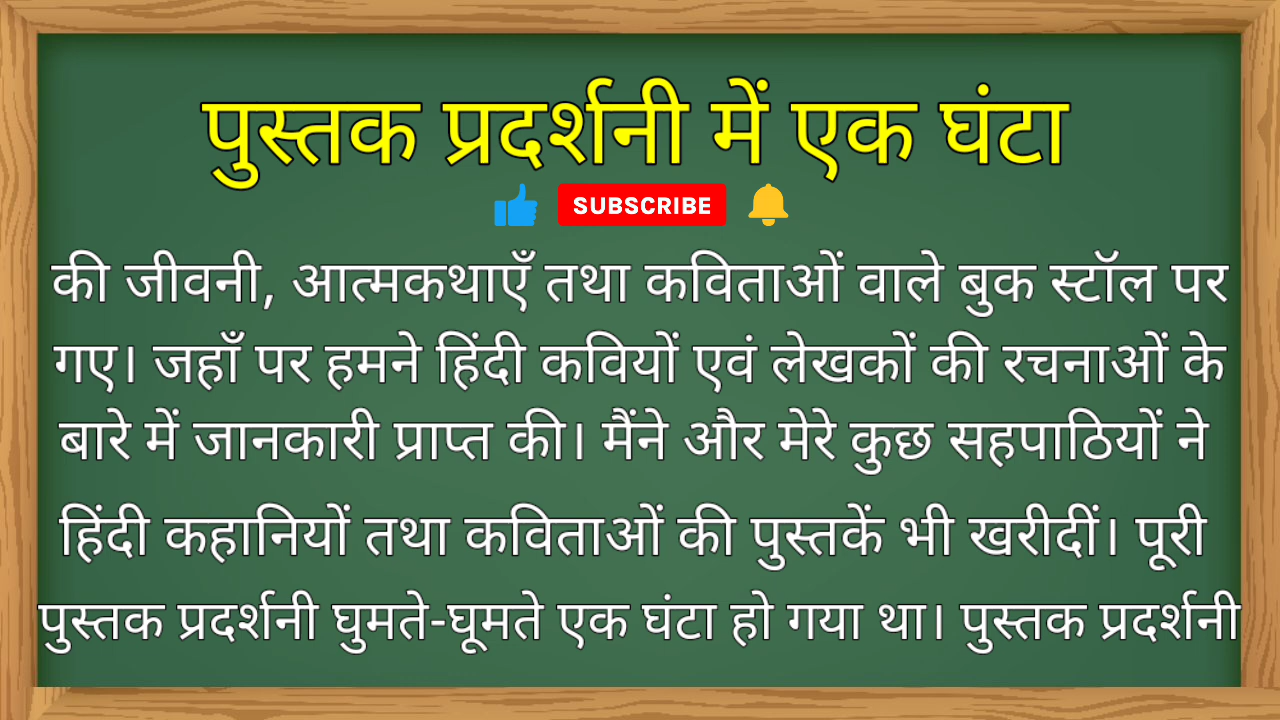 पुस्तक प्रदर्शनी में एक घंटा
SUBSCRIBE
की जीवनी, आत्मकथाएँ तथा कविताओं वाले बुक स्टॉल पर
गए। जहाँ पर हमने हिंदी कवियों एवं लेखकों की रचनाओं के
बारे में जानकारी प्राप्त की। मैंने और मेरे कुछ सहपाठियों ने
हिंदी कहानियों तथा कविताओं की पुस्तकें भी खरीदीं। पूरी
पुस्तक प्रदर्शनी घुमते-घूमते एक घंटा हो गया था। पुस्तक प्रदर्शनी